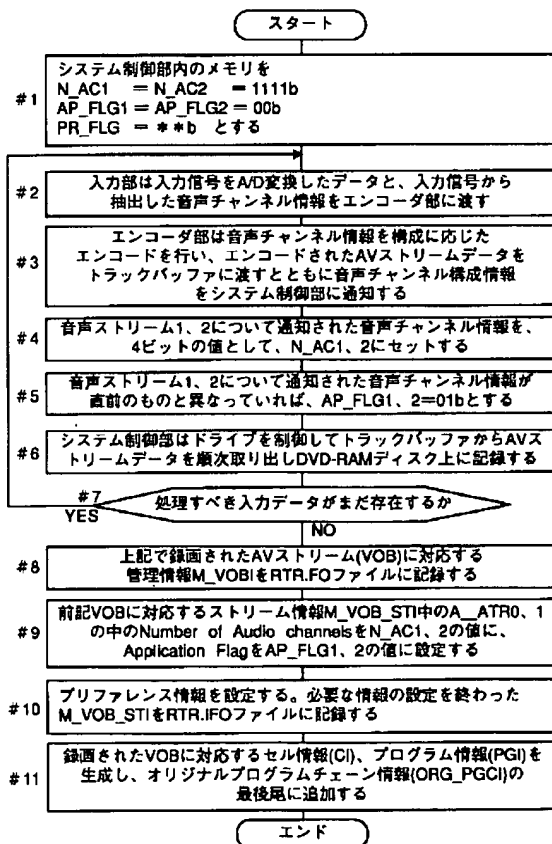 スタート
#1
システム制御部内のメモリを
N_AC1 = N_AC2 = 1111b
AP_FLG1 = AP_FLG2 = 00b
PR_FLG = **b とする
#2
入力部は入力信号をA/D変換したデータと、入力信号から
抽出した音声チャンネル情報をエンコーダ部に渡す
#3
エンコーダ部は音声チャンネル情報を構成に応じた
エンコードを行い、エンコードされたAVストリームデータを
トラックバッファに渡すとともに音声チャンネル構成情報
をシステム制御部に通知する
#4
音声ストリーム1、2について通知された音声チャンネル情報を、
4ビットの値として、N_AC1、2にセットする
#5
音声ストリーム1、2について通知された音声チャンネル情報が
直前のものと異なっていれば、AP_FLG1、2=01bとする
#6
システム制御部はドライブを制御してトラックバッファからAVス
トリームデータを順次取り出しDVD-RAMディスク上に記録する
#7
YES
処理すべき入力データがまだ存在するか
NO
#8
上記で録画されたAVストリーム(VOB)に対応する
管理情報M_VOBIをRTR.IFOファイルに記録する
#9
前記VOBに対応するストリーム情報M_VOB_STI中のA__ATR0、1
の中のNumber of Audio channelsをN_AC1、2の値に、
Application FlagをAP_FLG1、2の値に設定する
#10
プリファレンス情報を設定する。必要な情報の設定を終わった
M_VOB_STIをRTR.IFOファイルに記録する
#11
録画されたVOBに対応するセル情報(CI)、プログラム情報(PGI)を
生成し、オリジナルプログラムチェーン情報(ORG_PGCI)の
最後尾に追加する
エンド